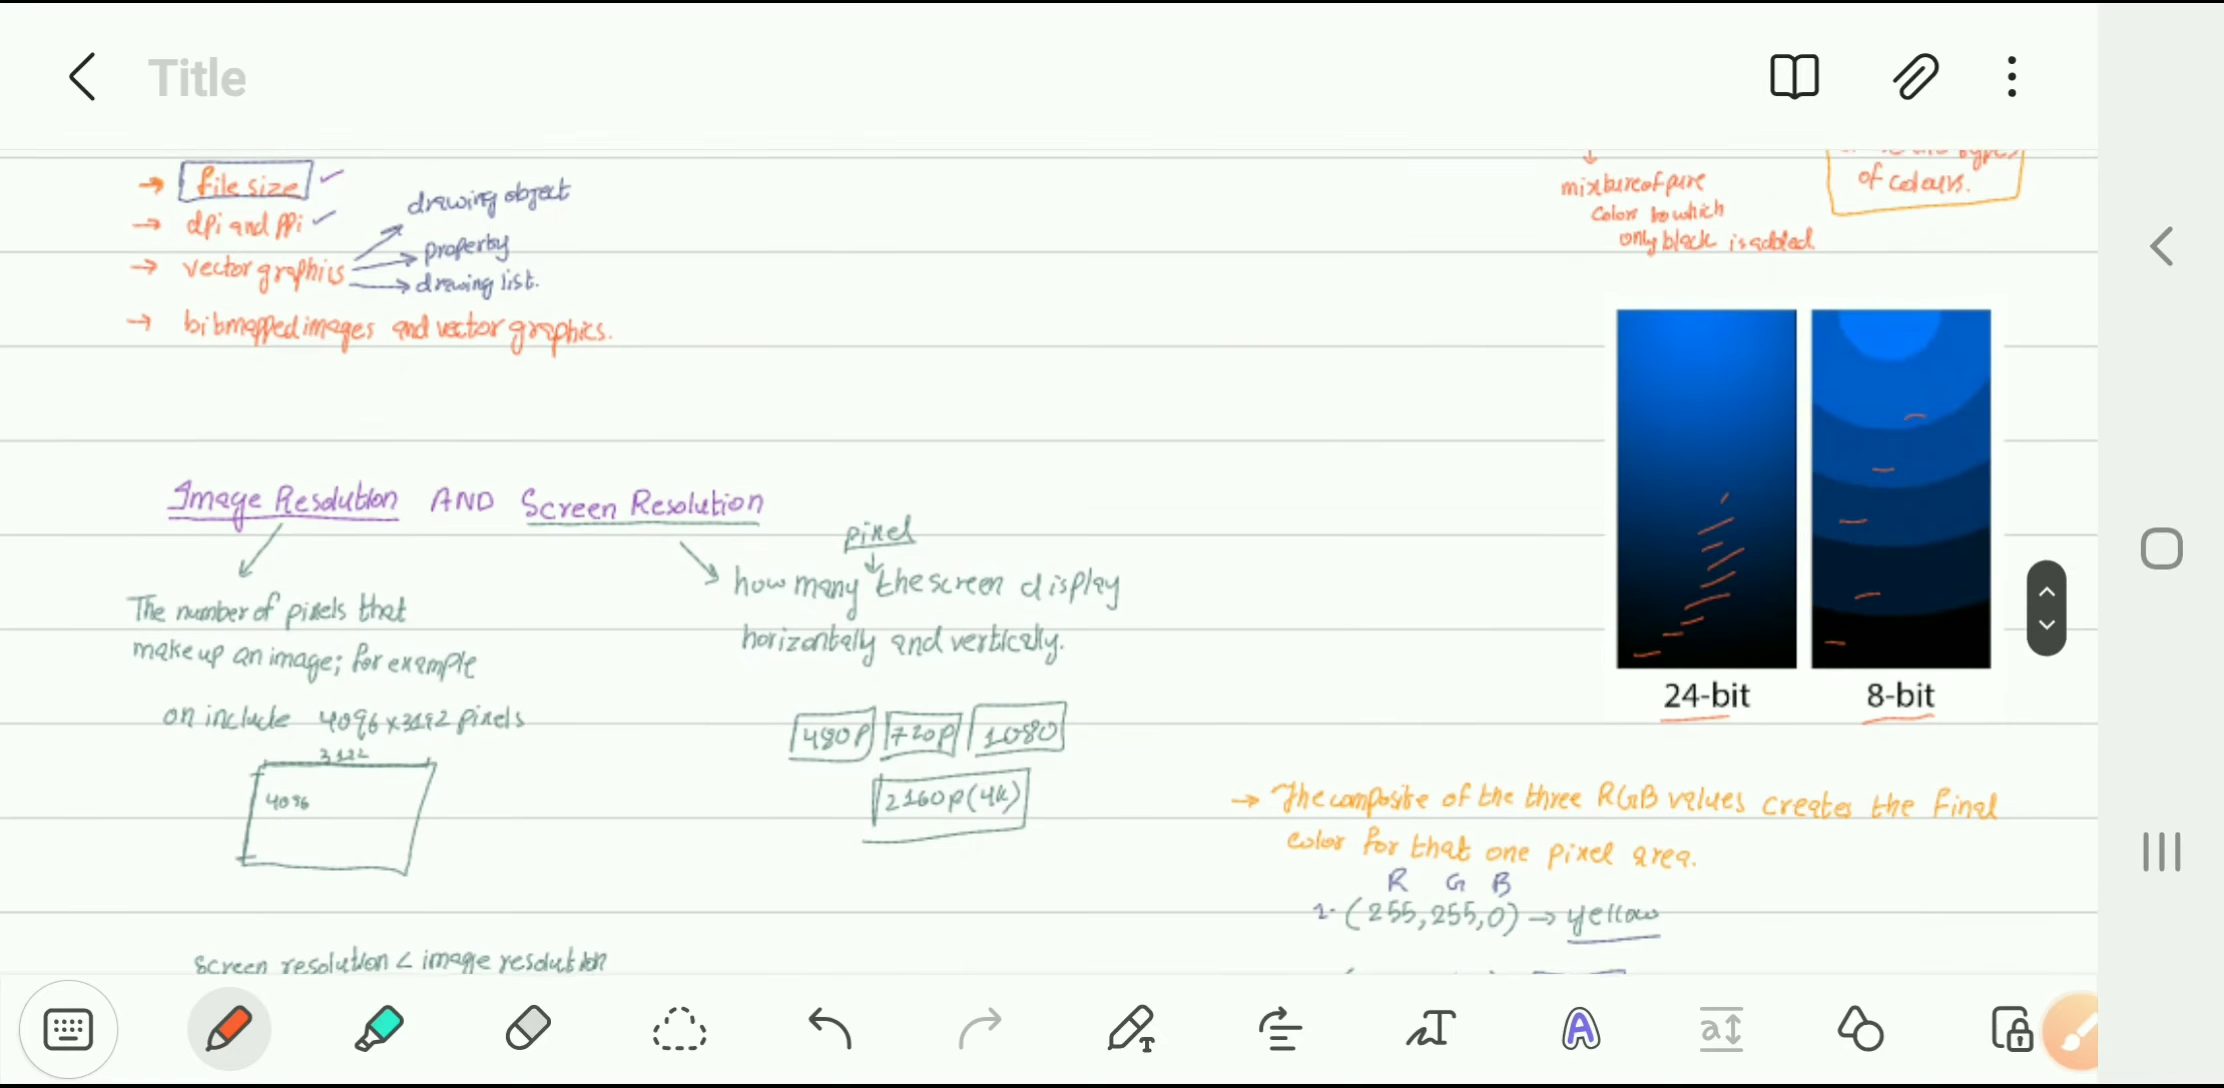 Title
→ file size ✓
→ dpi and ppi ✓
→ vector graphics
drawing object
property
drawing list.
→ bitmapped images and vector graphics.
mixture of pure
Color to which
only black is added
of colours.
Image Resolution AND Screen Resolution
The number of pixels that
make up an image; for example
on include 4096 x 3192 pixels
3192
4096
pixel
how many the screen display
horizontally and vertically.
480p 720p 1080
2160p (4k)
24-bit 8-bit
→ The composite of the three RGB values creates the final
color for that one pixel area.
R G B
1. (255,255,0) → yellow
Screen resolution < image resolution
T
T
A
a